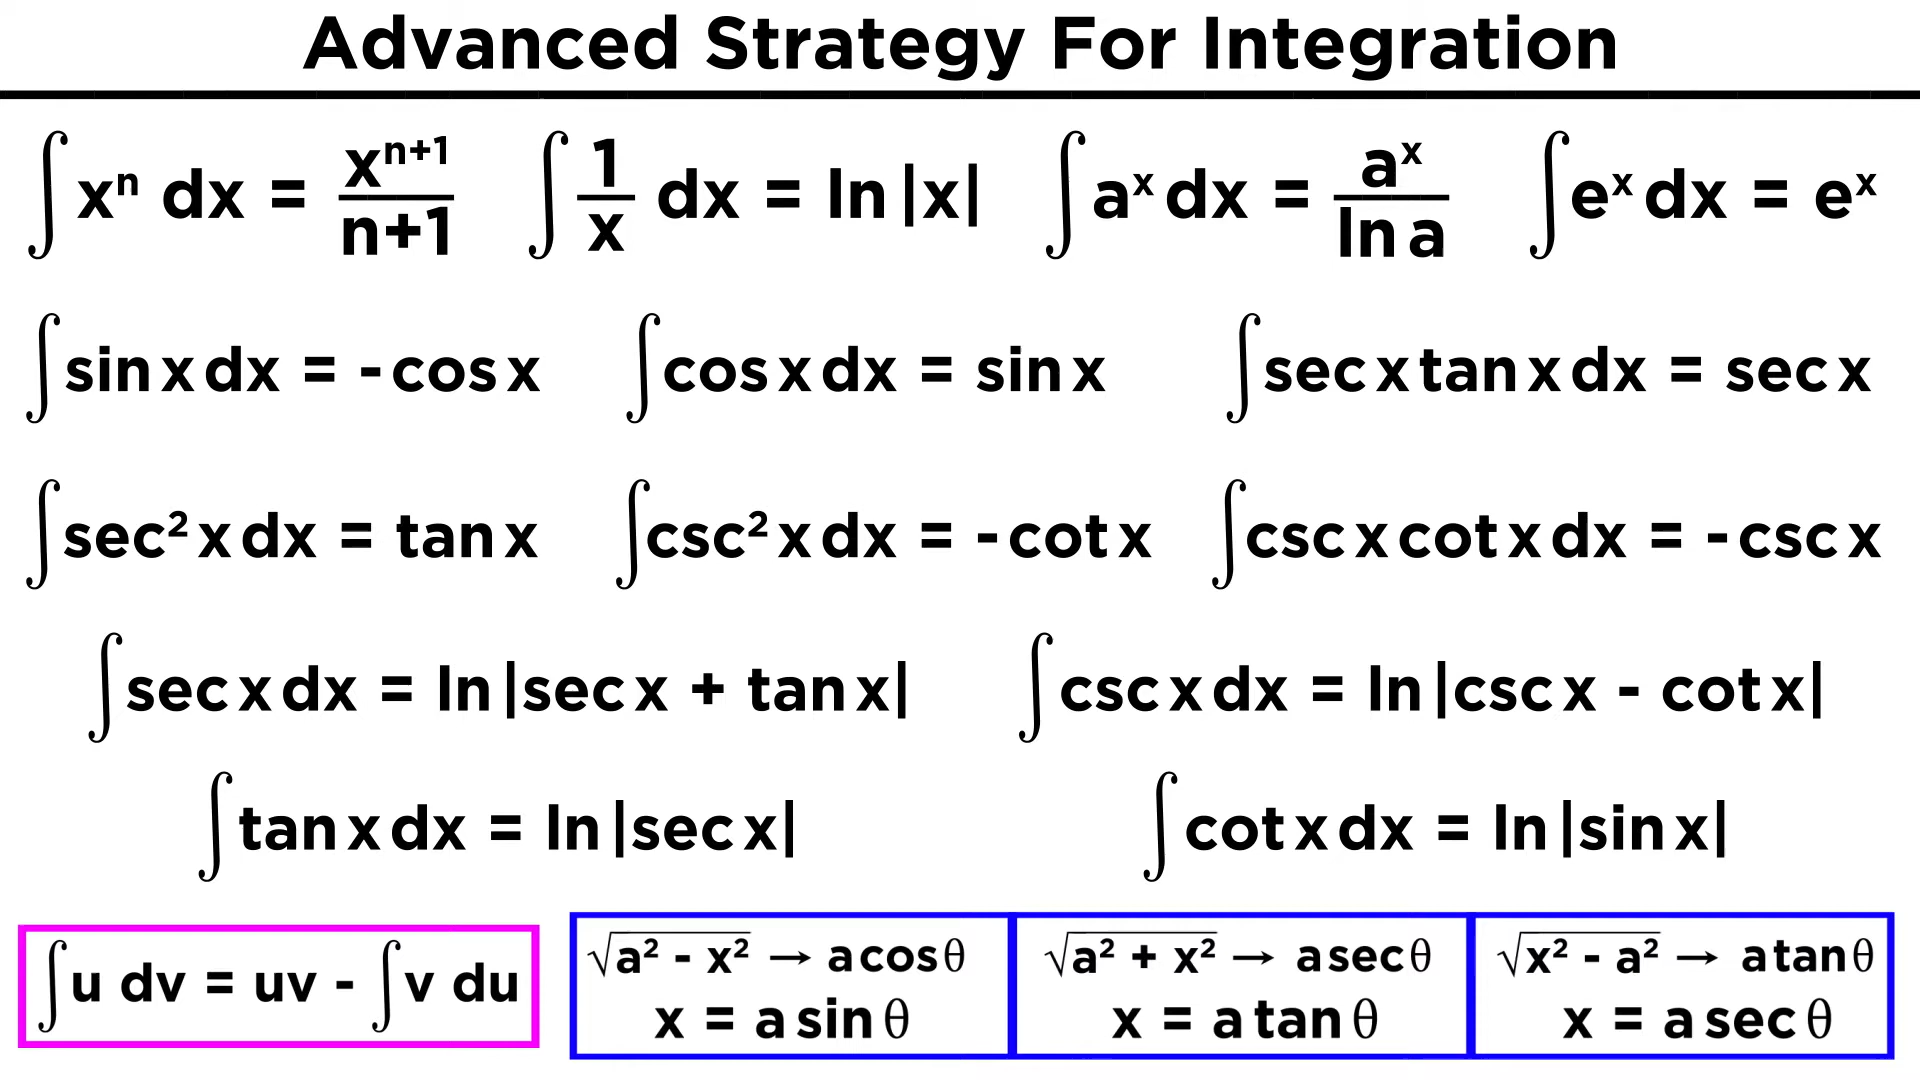 Advanced Strategy For Integration
∫xⁿ dx = xⁿ⁺¹/n+1 ∫1/x dx = ln|x| ∫aˣ dx = aˣ/ln a ∫eˣ dx = eˣ
∫sin x dx = -cos x ∫cos x dx = sin x ∫sec x tan x dx = sec x
∫sec² x dx = tan x ∫csc² x dx = -cot x ∫csc x cot x dx = -csc x
∫sec x dx = ln|sec x + tan x| ∫csc x dx = ln|csc x - cot x|
∫tan x dx = ln|sec x| ∫cot x dx = ln|sin x|
∫u dv = uv - ∫v du
√a² - x² → a cos θ
x = a sin θ
√a² + x² → a sec θ
x = a tan θ
√x² - a² → a tan θ
x = a sec θ